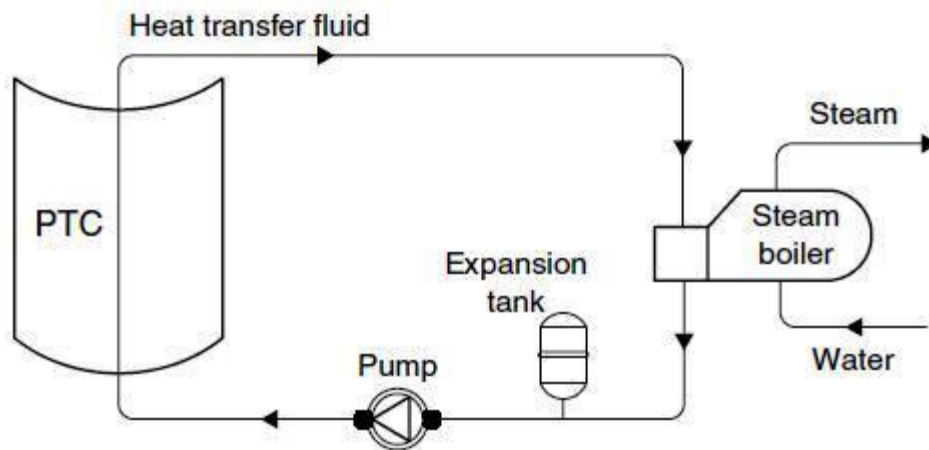 Heat transfer fluid
Steam
PTC
Steam
boiler
Expansion
tank
Pump
Water